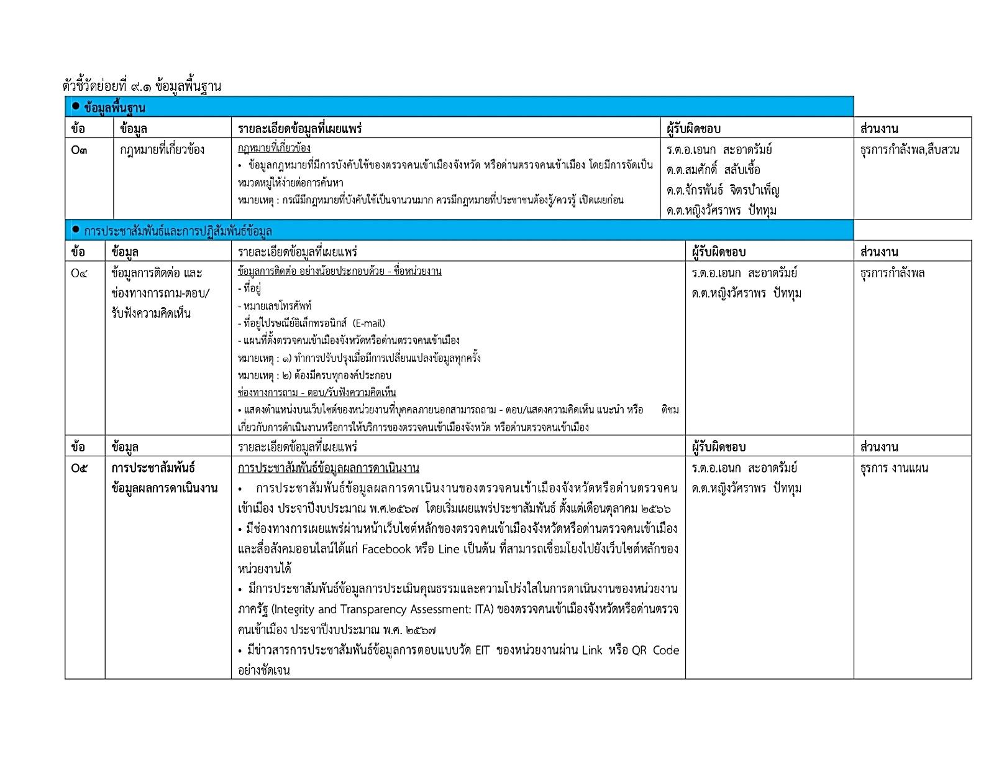 ตัวชี้วัดย่อยที่ ๙.๑ ข้อมูลพื้นฐาน
● ข้อมูลพื้นฐาน
ข้อ ข้อมูล รายละเอียดข้อมูลที่เผยแพร่ ผู้รับผิดชอบ ส่วนงาน
O๓ กฎหมายที่เกี่ยวข้อง กฎหมายที่เกี่ยวข้อง ร.ต.อ.เอนก สะอาดรัมย์ ธุรการกำลังพล,สืบสวน
• ข้อมูลกฎหมายที่มีการบังคับใช้ของตรวจคนเข้าเมืองจังหวัด หรือด่านตรวจคนเข้าเมือง โดยมีการจัดเป็น ด.ต.สมศักดิ์ สลับเชื้อ
หมวดหมู่ให้ง่ายต่อการค้นหา ด.ต.จักรพันธ์ จิตรบำเพ็ญ
หมายเหตุ : กรณีมีกฎหมายที่บังคับใช้เป็นจานวนมาก ควรมีกฎหมายที่ประชาชนต้องรู้/ควรรู้ เปิดเผยก่อน ด.ต.หญิงวัศราพร ปัททุม
● การประชาสัมพันธ์และการปฏิสัมพันธ์ข้อมูล
ข้อ ข้อมูล รายละเอียดข้อมูลที่เผยแพร่ ผู้รับผิดชอบ ส่วนงาน
O๔ ข้อมูลการติดต่อ และ ข้อมูลการติดต่อ อย่างน้อยประกอบด้วย - ชื่อหน่วยงาน ร.ต.อ.เอนก สะอาดรัมย์ ธุรการกำลังพล
ช่องทางการถาม-ตอบ/ - ที่อยู่ ด.ต.หญิงวัศราพร ปัททุม
รับฟังความคิดเห็น - หมายเลขโทรศัพท์
- ที่อยู่ไปรษณีย์อิเล็กทรอนิกส์ (E-mail)
- แผนที่ตั้งตรวจคนเข้าเมืองจังหวัดหรือด่านตรวจคนเข้าเมือง
หมายเหตุ : ๑) ทำการปรับปรุงเมื่อมีการเปลี่ยนแปลงข้อมูลทุกครั้ง
หมายเหตุ : ๒) ต้องมีครบทุกองค์ประกอบ
ช่องทางการถาม - ตอบ/รับฟังความคิดเห็น
• แสดงตำแหน่งบนเว็บไซต์ของหน่วยงานที่บุคคลภายนอกสามารถถาม - ตอบ/แสดงความคิดเห็น แนะนำ หรือ ติชม
เกี่ยวกับการดำเนินงานหรือการให้บริการของตรวจคนเข้าเมืองจังหวัด หรือด่านตรวจคนเข้าเมือง
ข้อ ข้อมูล รายละเอียดข้อมูลที่เผยแพร่ ผู้รับผิดชอบ ส่วนงาน
O๕ การประชาสัมพันธ์ การประชาสัมพันธ์ข้อมูลผลการดาเนินงาน ร.ต.อ.เอนก สะอาดรัมย์ ธุรการ งานแผน
ข้อมูลผลการดาเนินงาน • การประชาสัมพันธ์ข้อมูลผลการดาเนินงานของตรวจคนเข้าเมืองจังหวัดหรือด่านตรวจคน ด.ต.หญิงวัศราพร ปัททุม
เข้าเมือง ประจาปีงบประมาณ พ.ศ.๒๕๖๗ โดยเริ่มเผยแพร่ประชาสัมพันธ์ ตั้งแต่เดือนตุลาคม ๒๕๖๖
• มีช่องทางการเผยแพร่ผ่านหน้าเว็บไซต์หลักของตรวจคนเข้าเมืองจังหวัดหรือด่านตรวจคนเข้าเมือง
และสื่อสังคมออนไลน์ได้แก่ Facebook หรือ Line เป็นต้น ที่สามารถเชื่อมโยงไปยังเว็บไซต์หลักของ
หน่วยงานได้
• มีการประชาสัมพันธ์ข้อมูลการประเมินคุณธรรมและความโปร่งใสในการดาเนินงานของหน่วยงาน
ภาครัฐ (Integrity and Transparency Assessment: ITA) ของตรวจคนเข้าเมืองจังหวัดหรือด่านตรวจ
คนเข้าเมือง ประจาปีงบประมาณ พ.ศ. ๒๕๖๗
• มีข่าวสารการประชาสัมพันธ์ข้อมูลการตอบแบบวัด EIT ของหน่วยงานผ่าน Link หรือ QR Code
อย่างชัดเจน